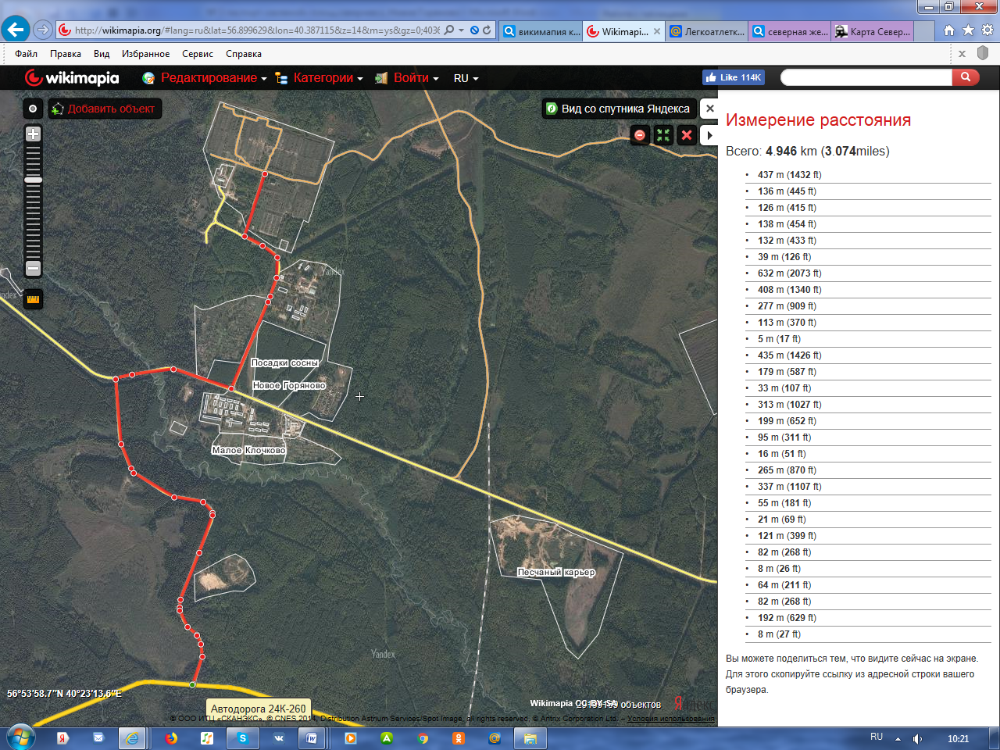 http://wikimapia.org/#lang=ru&lat=56.899629&lon=40.387115&z=14&m=ys&gz=0;4036
викимапия к...
Wikimapi...
Легкоатлетк...
северная же...
Карта Север...
Файл Правка Вид Избранное Сервис Справка
wikimapia Редактирование Категории Войти RU Like 114K
Добавить объект
Вид со спутника Яндекса
Yandex
Посадки сосны
Новое Горяново
Малое Клочково
Песчаный карьер
Yandex
56°53'58.7"N 40°23'13.6"E
Автодорога 24К-260
Wikimapia CC-BY-SA
объектов
© ООО ИТЦ «СКАНЭКС», © CNES 2014, Distribution Astrium Services/Spot Image, all rights reserved, © Antrix Corporation Ltd. – Условия использования
Измерение расстояния
Всего: 4.946 km (3.074miles)
437 m (1432 ft)
136 m (445 ft)
126 m (415 ft)
138 m (454 ft)
132 m (433 ft)
39 m (126 ft)
632 m (2073 ft)
408 m (1340 ft)
277 m (909 ft)
113 m (370 ft)
5 m (17 ft)
435 m (1426 ft)
179 m (587 ft)
33 m (107 ft)
313 m (1027 ft)
199 m (652 ft)
95 m (311 ft)
16 m (51 ft)
265 m (870 ft)
337 m (1107 ft)
55 m (181 ft)
21 m (69 ft)
121 m (399 ft)
82 m (268 ft)
8 m (26 ft)
64 m (211 ft)
82 m (268 ft)
192 m (629 ft)
8 m (27 ft)
Вы можете поделиться тем, что видите сейчас на экране.
Для этого скопируйте ссылку из адресной строки вашего
браузера.
RU 10:21